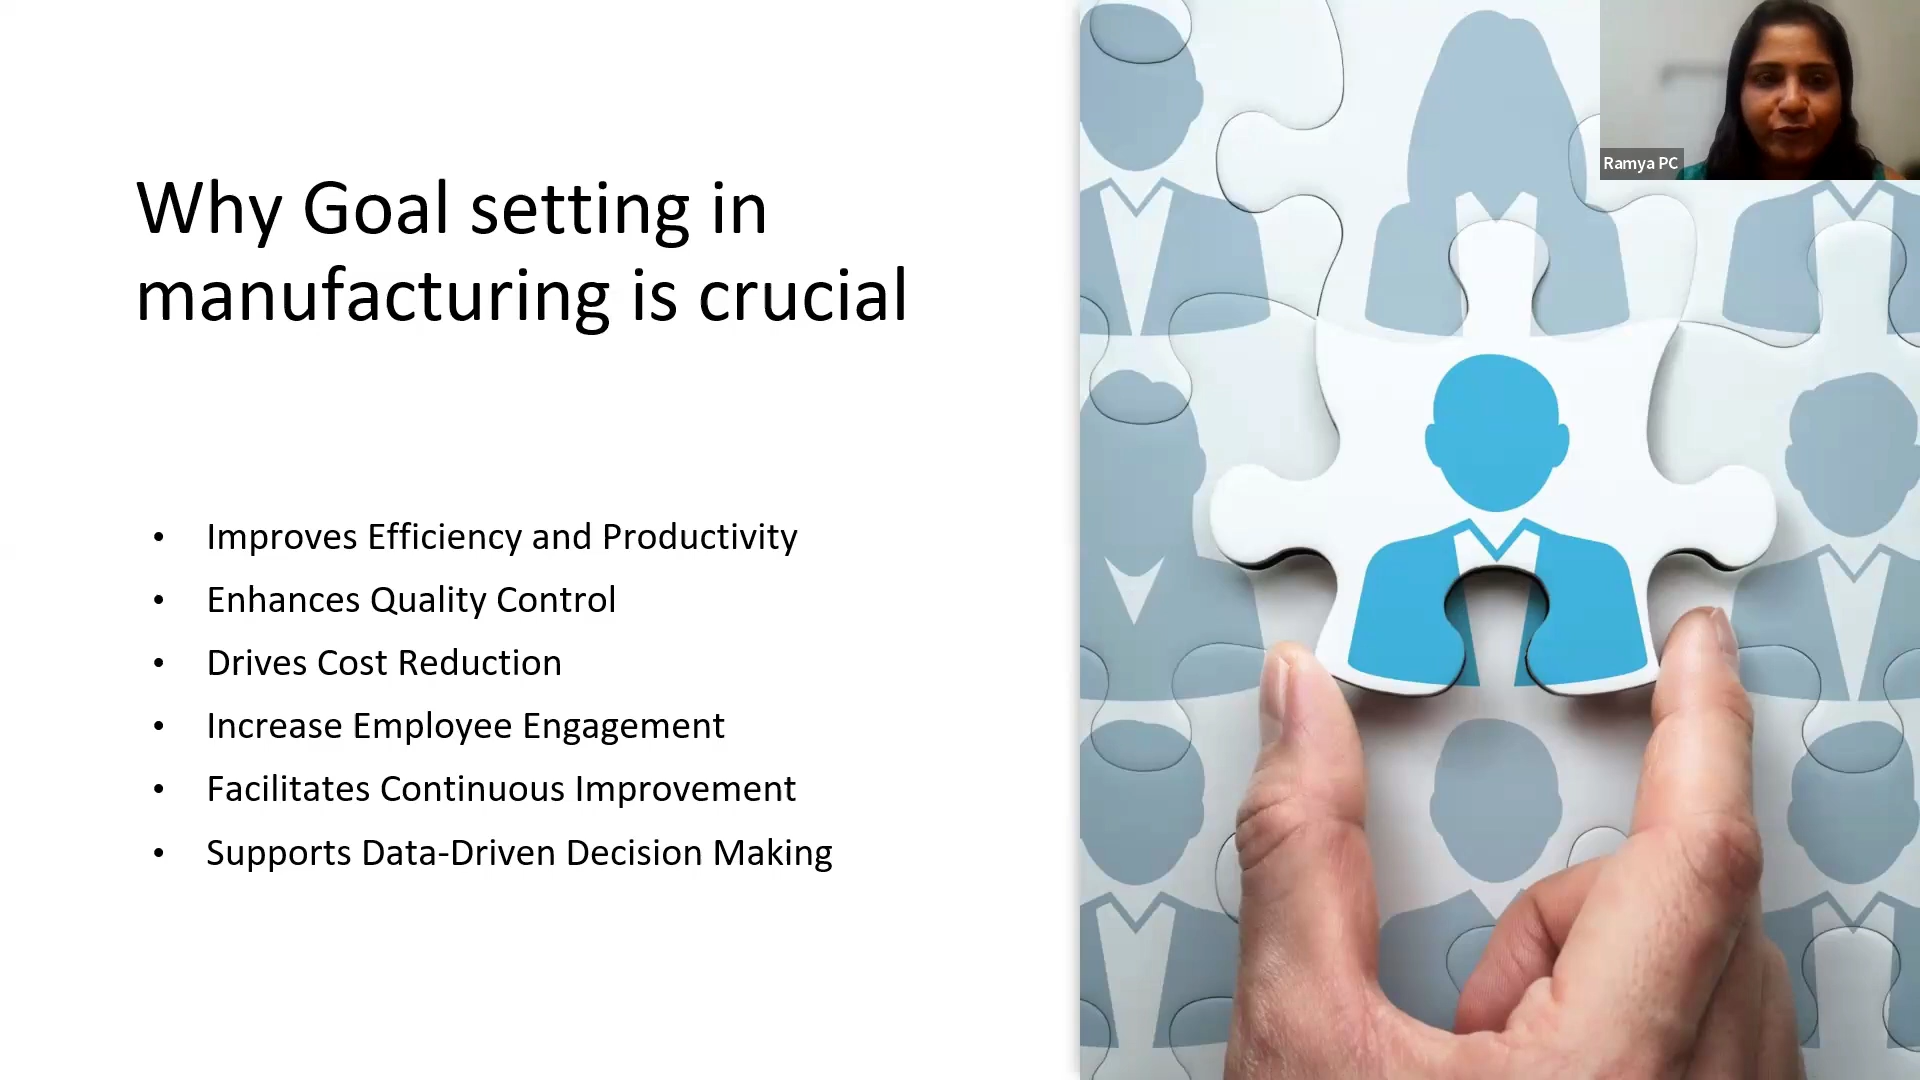 Why Goal setting in
manufacturing is crucial
• Improves Efficiency and Productivity
• Enhances Quality Control
• Drives Cost Reduction
• Increase Employee Engagement
• Facilitates Continuous Improvement
• Supports Data-Driven Decision Making
Ramya PC